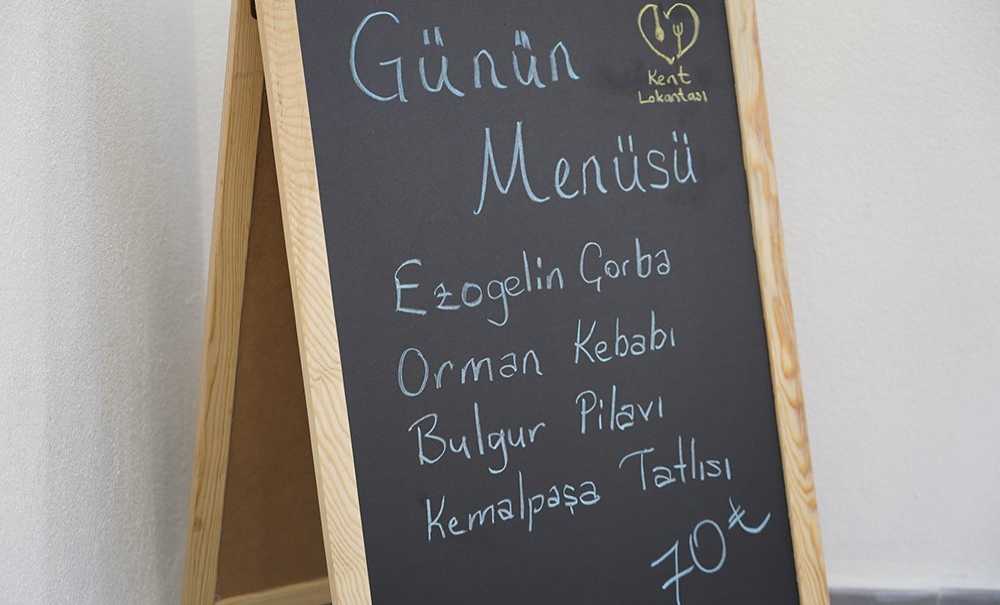 Günün
Kent
Lokantası
Menüsü
Ezogelin Çorba
Orman Kebabı
Bulgur Pilavı
Kemalpaşa Tatlısı
70₺